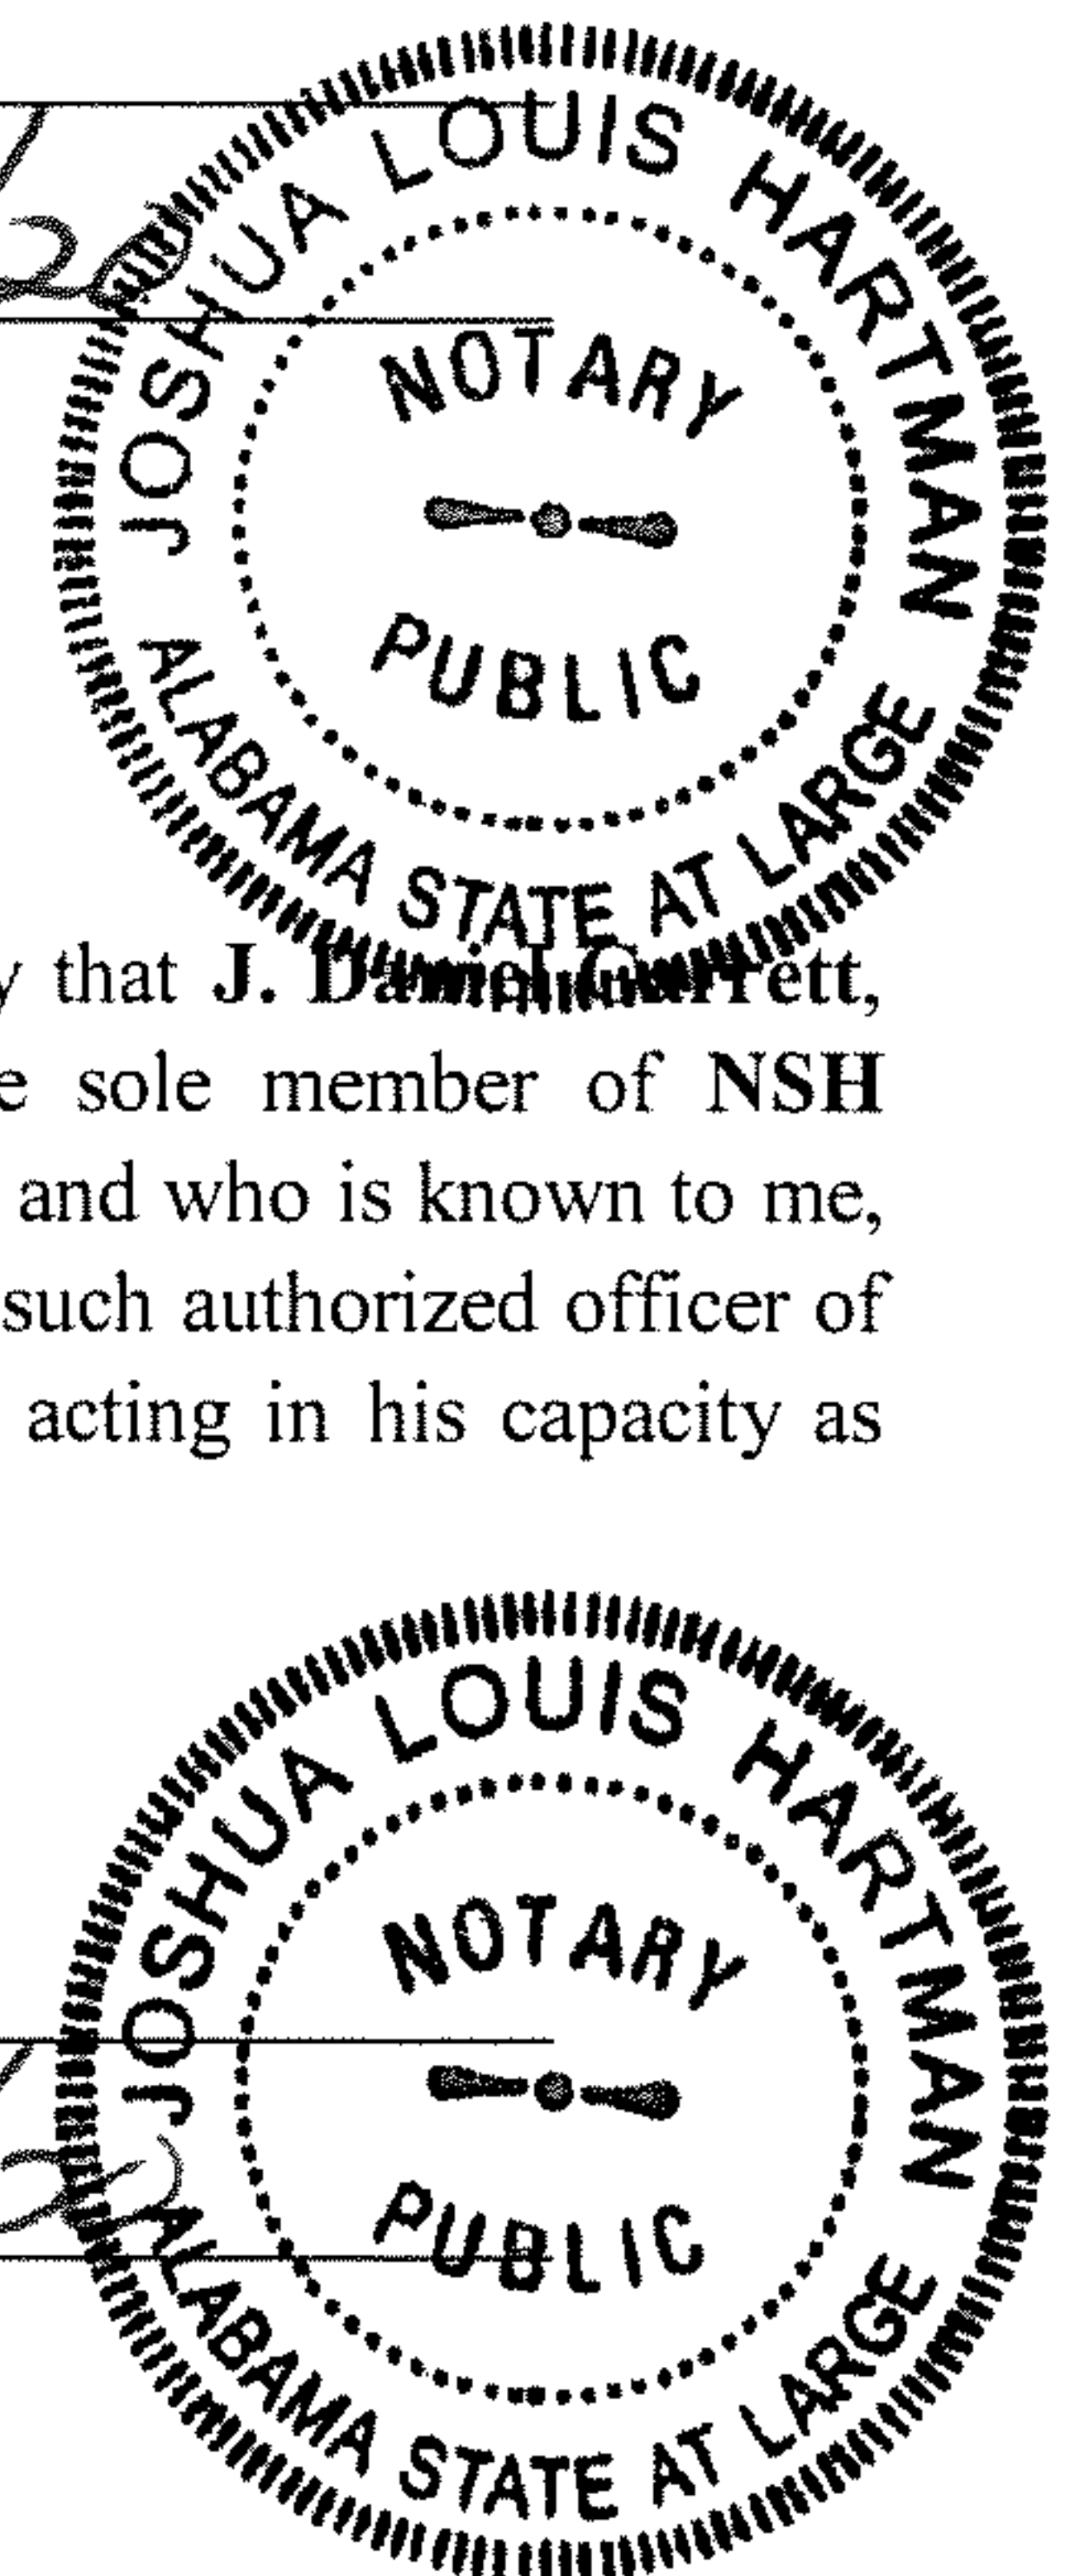 JOSHUA LOUIS HARTMAN
NOTARY
PUBLIC
ALABAMA STATE AT LARGE
that J. Daniel Garrett,
sole member of NSH
and who is known to me,
such authorized officer of
acting in his capacity as
JOSHUA LOUIS HARTMAN
NOTARY
PUBLIC
ALABAMA STATE AT LARGE